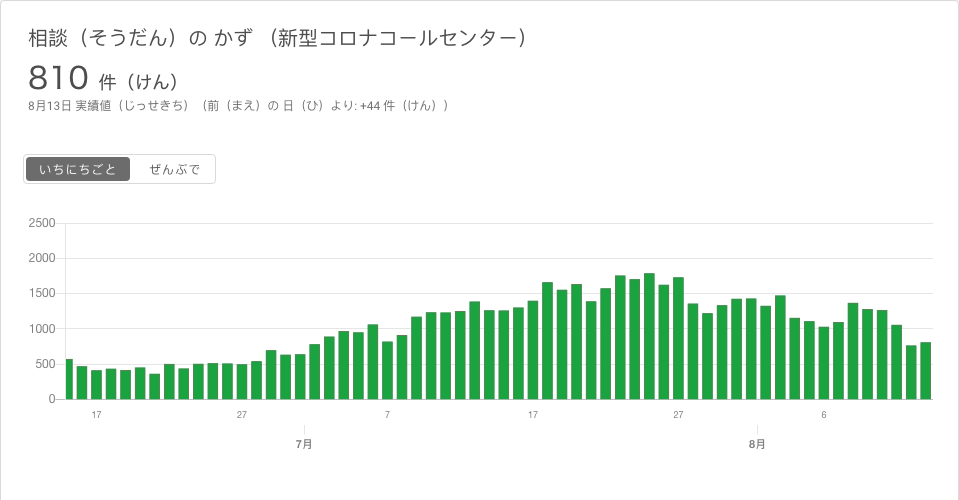 相談（そうだん）の かず （新型コロナコールセンター）
810 件（けん）
8月13日 実績値（じっせきち）（前（まえ）の 日（ひ）より: +44 件（けん））
いちにちごと ぜんぶで
2500
2000
1500
1000
500
0
17 27 7 17 27 6
7月 8月